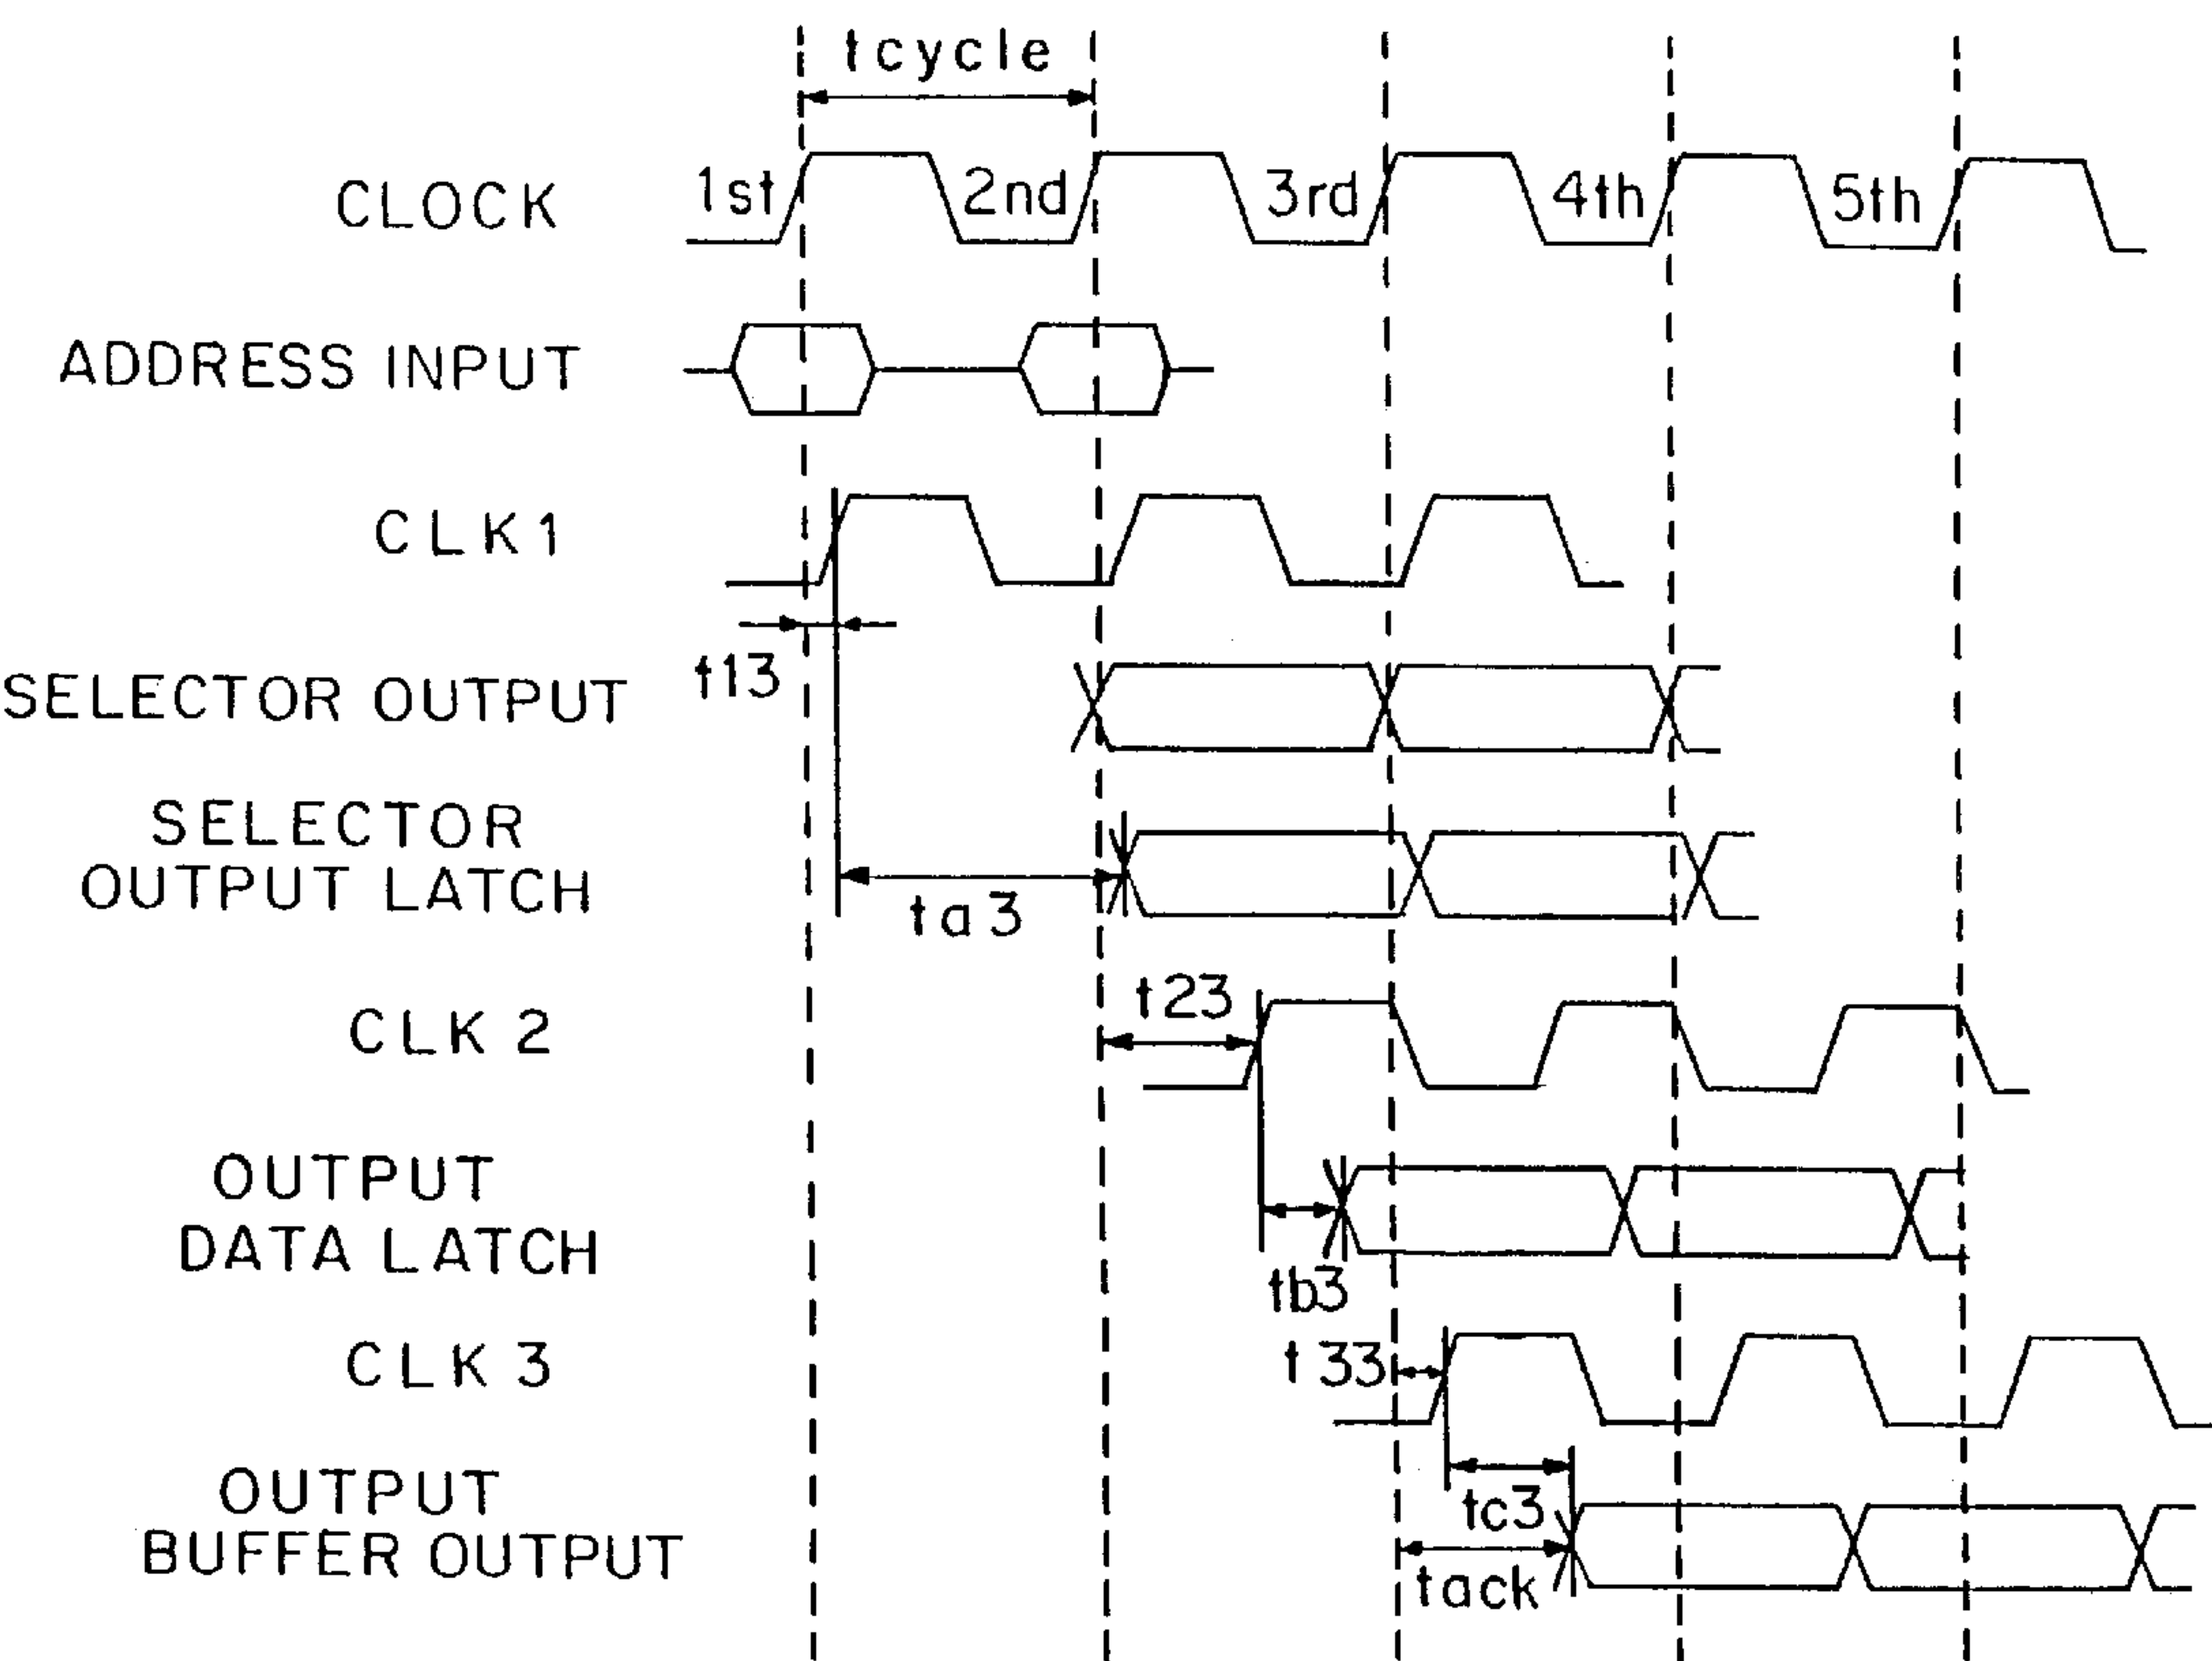 tcycle
CLOCK 1st 2nd 3rd 4th 5th
ADDRESS INPUT
CLK1
t13
SELECTOR OUTPUT
SELECTOR
OUTPUT LATCH
ta3
t23
CLK 2
OUTPUT
DATA LATCH
tb3
CLK 3
t33
OUTPUT
BUFFER OUTPUT
tc3
tack